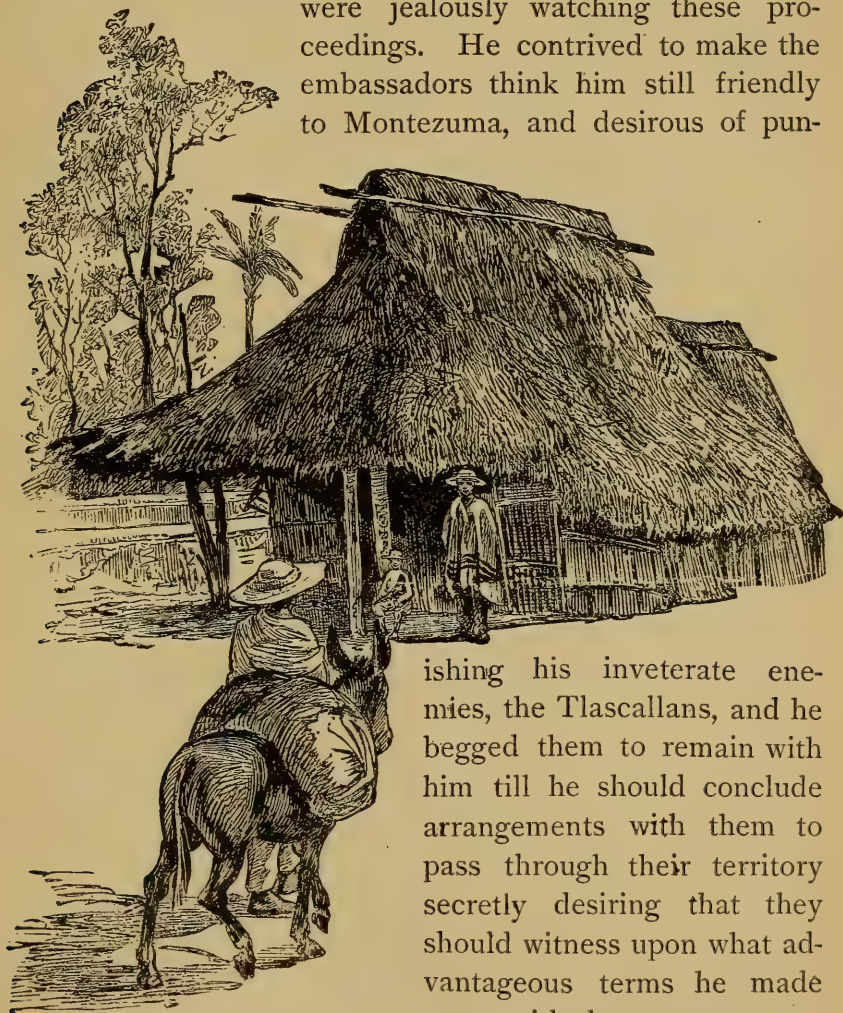 were jealously watching these pro-
ceedings. He contrived to make the
embassadors think him still friendly
to Montezuma, and desirous of pun-
ishing his inveterate ene-
mies, the Tlascallans, and he
begged them to remain with
him till he should conclude
arrangements with them to
pass through their territory
secretly desiring that they
should witness upon what ad-
vantageous terms he made